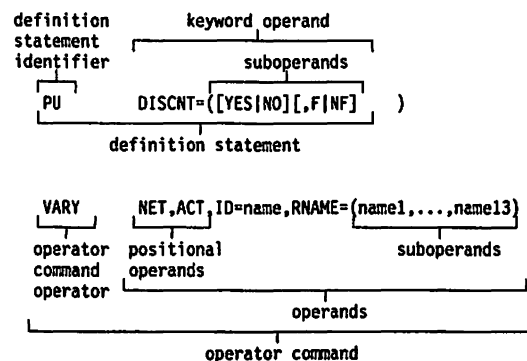 definition
statement
identifier
keyword operand
suboperands
PU DISCNT=([YES|NO][,F|NF] )
definition statement
VARY NET,ACT,ID=name,RNAME=(name1,...,name13)
operator
command
operator
positional
operands
suboperands
operands
operator command